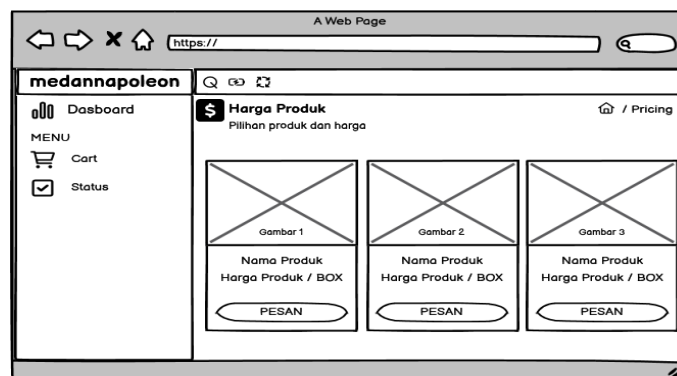 A Web Page
https://
medannapoleon
Dasboard
MENU
Cart
Status
$ Harga Produk
Pilihan produk dan harga
/ Pricing
Gambar 1
Nama Produk
Harga Produk / BOX
PESAN
Gambar 2
Nama Produk
Harga Produk / BOX
PESAN
Gambar 3
Nama Produk
Harga Produk / BOX
PESAN